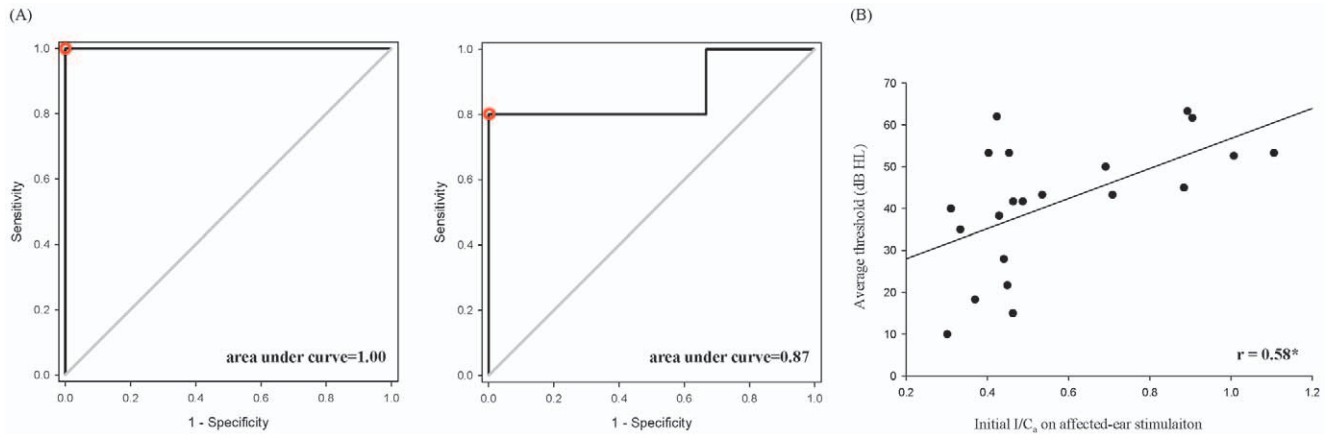 (A)
1.0
0.8
0.6
0.4
0.2
0.0
Sensitivity
area under curve=1.00
0.0 0.2 0.4 0.6 0.8 1.0
1 - Specificity
1.0
0.8
0.6
0.4
0.2
0.0
Sensitivity
area under curve=0.87
0.0 0.2 0.4 0.6 0.8 1.0
1 - Specificity
(B)
70
60
50
40
30
20
10
0
Average threshold (dB HL)
r = 0.58*
0.2 0.4 0.6 0.8 1.0 1.2
Initial I/Ca on affected-ear stimulaiton